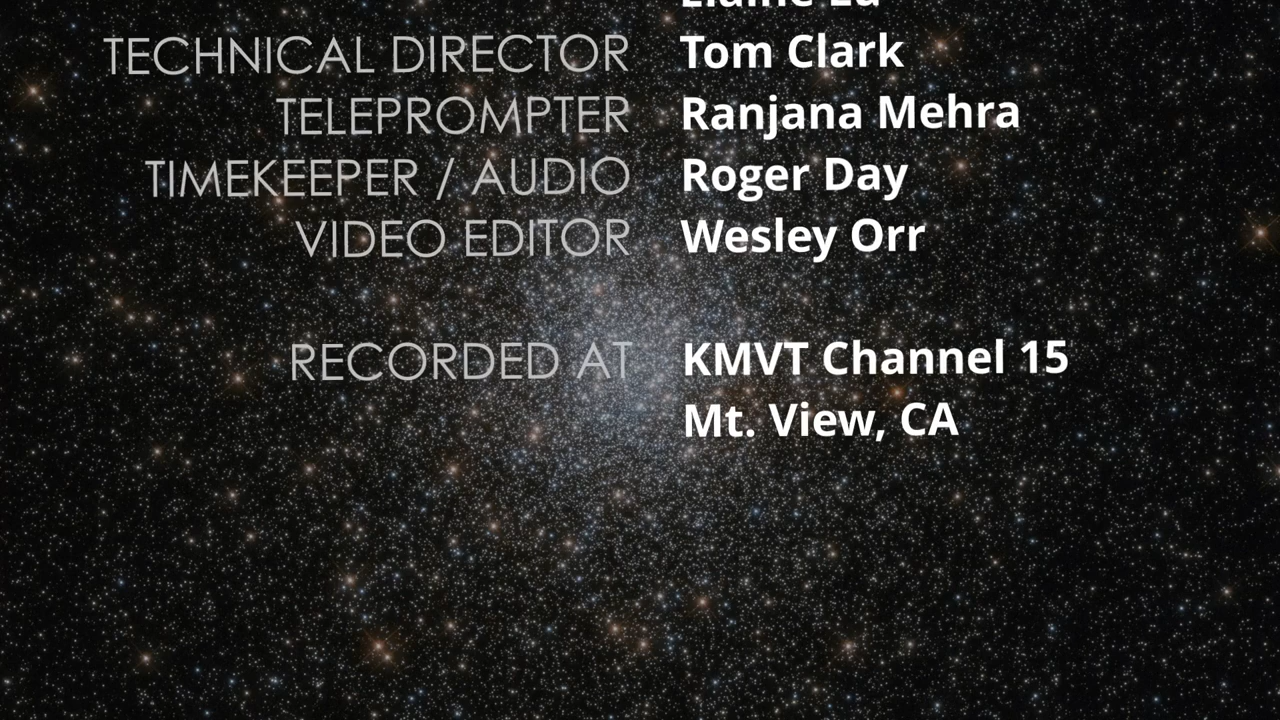 TECHNICAL DIRECTOR Tom Clark
TELEPROMPTER Ranjana Mehra
TIMEKEEPER / AUDIO Roger Day
VIDEO EDITOR Wesley Orr
RECORDED AT KMVT Channel 15
Mt. View, CA